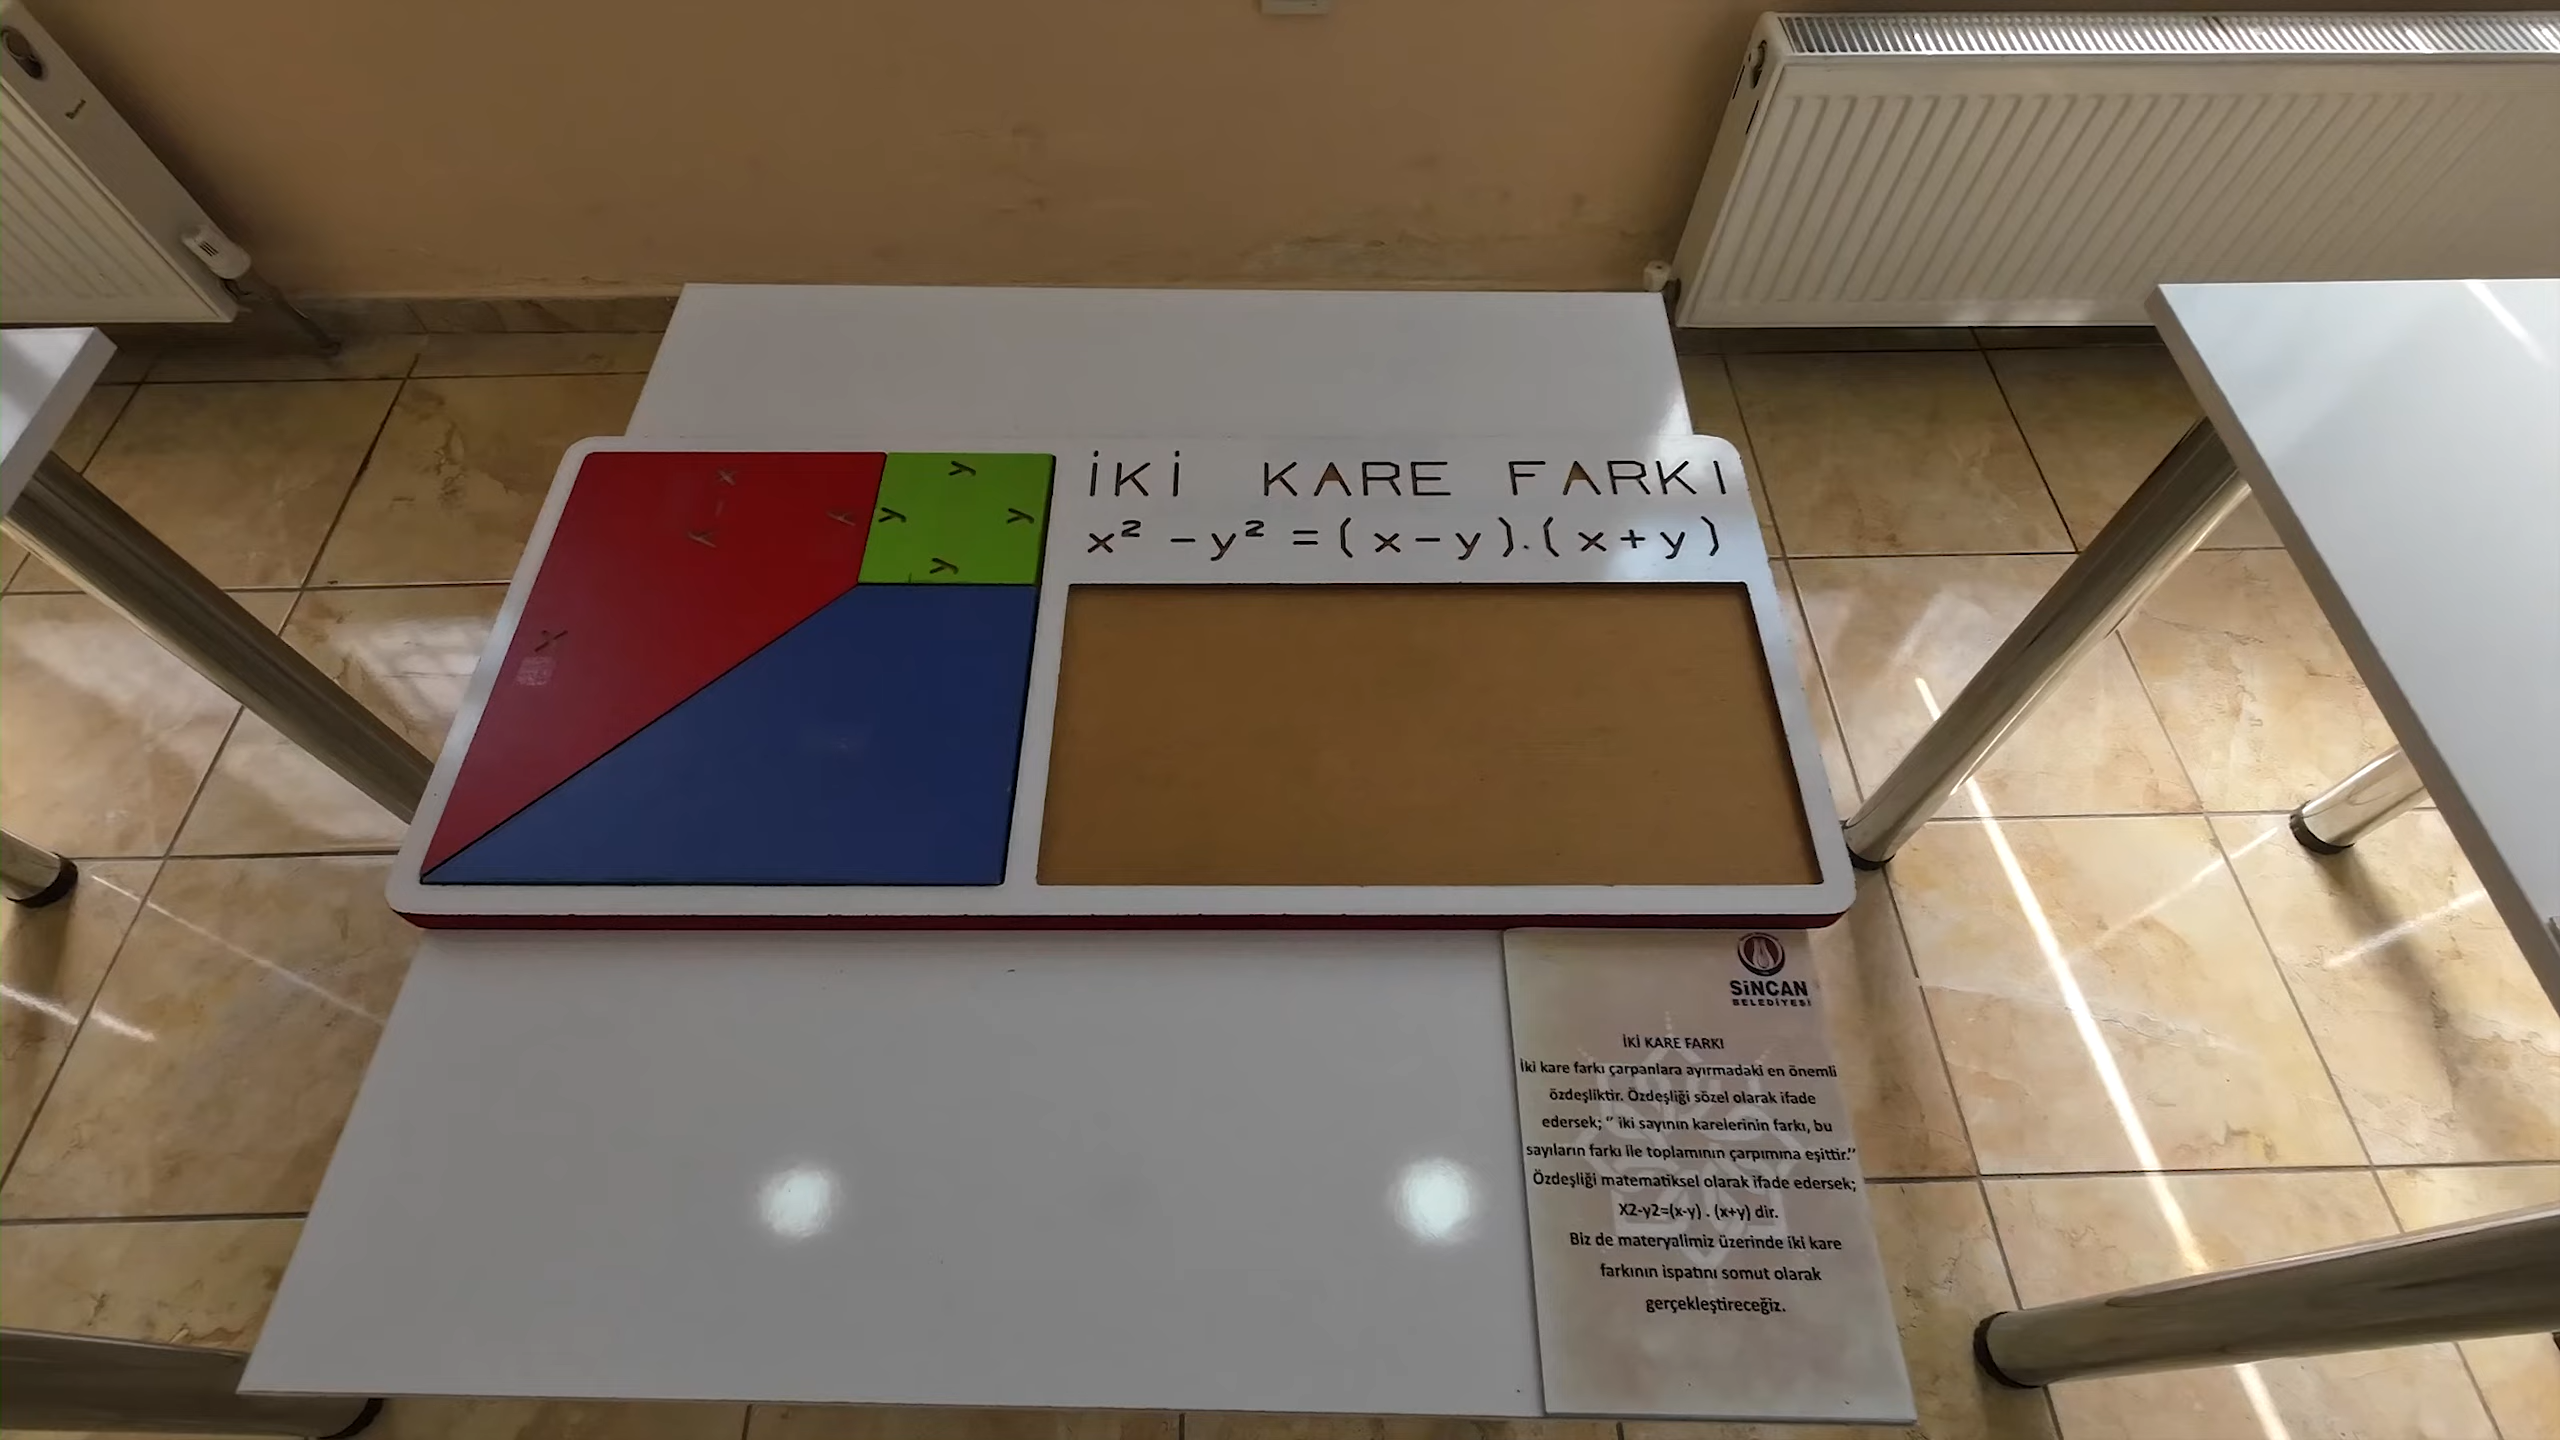 x - y
y
x
y
y
y
y
İKİ KARE FARKI
x² - y² = ( x - y ) . ( x + y )
SİNCAN
BELEDİYESİ
İKİ KARE FARKI
İki kare farkı çarpanlara ayırmadaki en önemli
özdeşliktir. Özdeşliği sözel olarak ifade
edersek; " iki sayının karelerinin farkı, bu
sayıların farkı ile toplamının çarpımına eşittir."
Özdeşliği matematiksel olarak ifade edersek;
X2-y2=(x-y) . (x+y) dir.
Biz de materyalimiz üzerinde iki kare
farkının ispatını somut olarak
gerçekleştireceğiz.